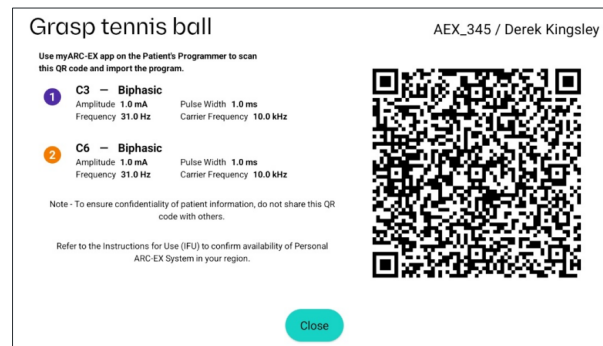 Grasp tennis ball
AEX_345 / Derek Kingsley
Use myARC-EX app on the Patient's Programmer to scan
this QR code and import the program.
1
C3 — Biphasic
Amplitude 1.0 mA Pulse Width 1.0 ms
Frequency 31.0 Hz Carrier Frequency 10.0 kHz
2
C6 — Biphasic
Amplitude 1.0 mA Pulse Width 1.0 ms
Frequency 31.0 Hz Carrier Frequency 10.0 kHz
Note - To ensure confidentiality of patient information, do not share this QR
code with others.
Refer to the Instructions for Use (IFU) to confirm availability of Personal
ARC-EX System in your region.
Close